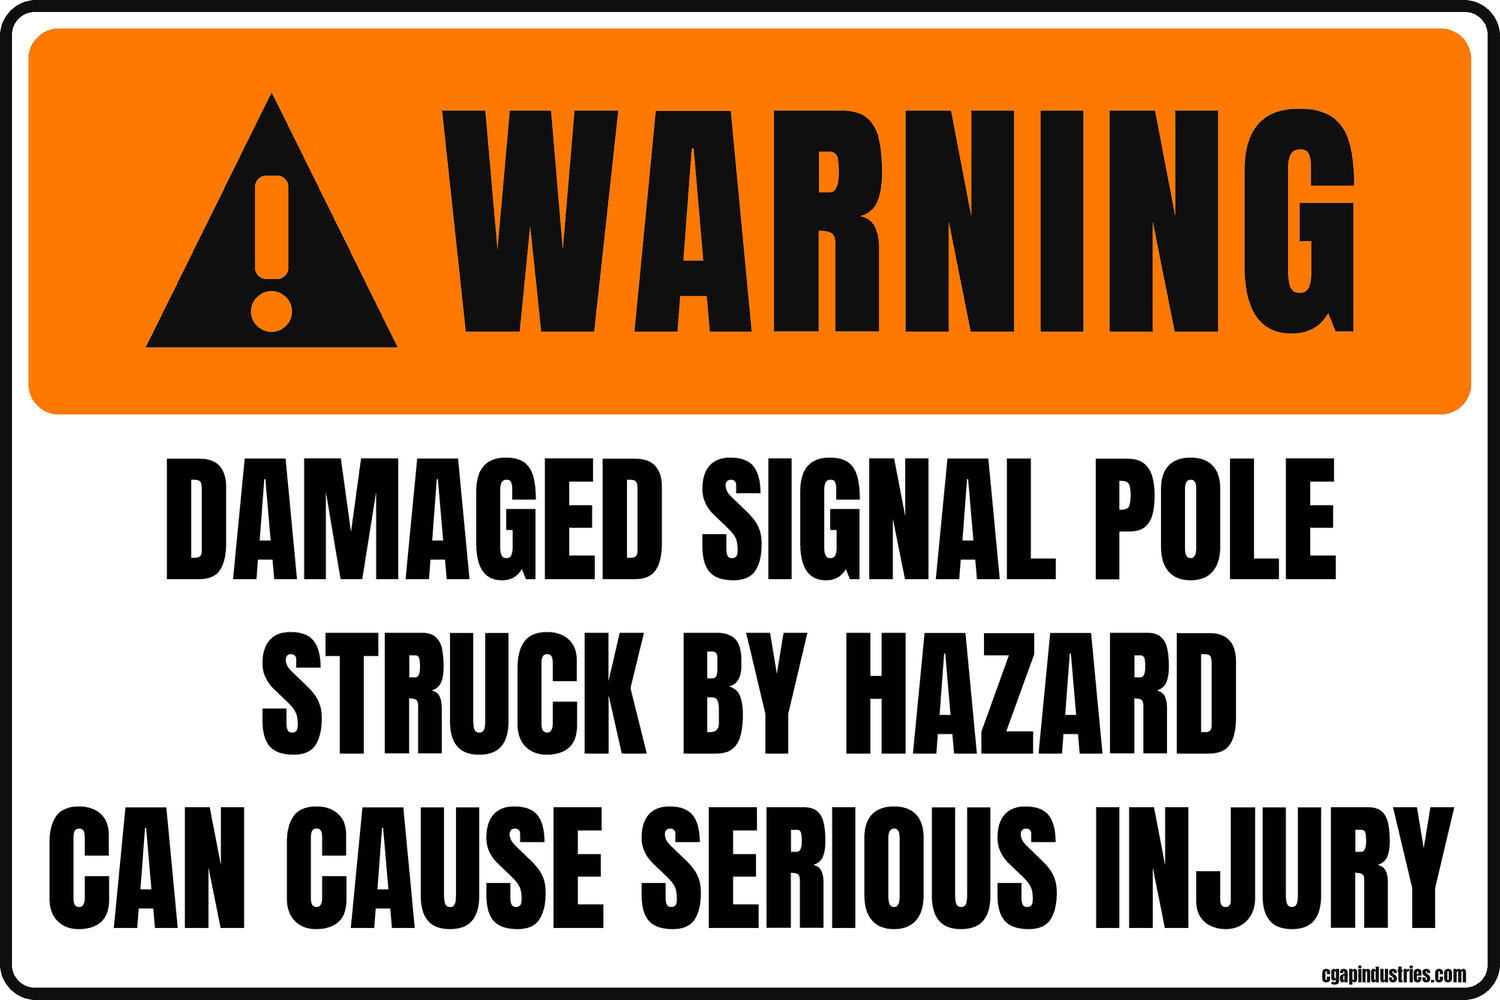 WARNING
DAMAGED SIGNAL POLE
STRUCK BY HAZARD
CAN CAUSE SERIOUS INJURY
cgapindustries.com